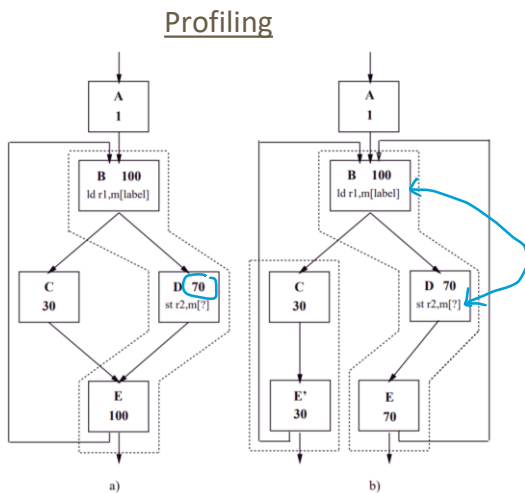 Profiling
A
1
B 100
ld r1,m[label]
C
30
D 70
st r2,m[?]
E
100
a)
A
1
B 100
ld r1,m[label]
C
30
D 70
st r2,m[?]
E'
30
E
70
b)